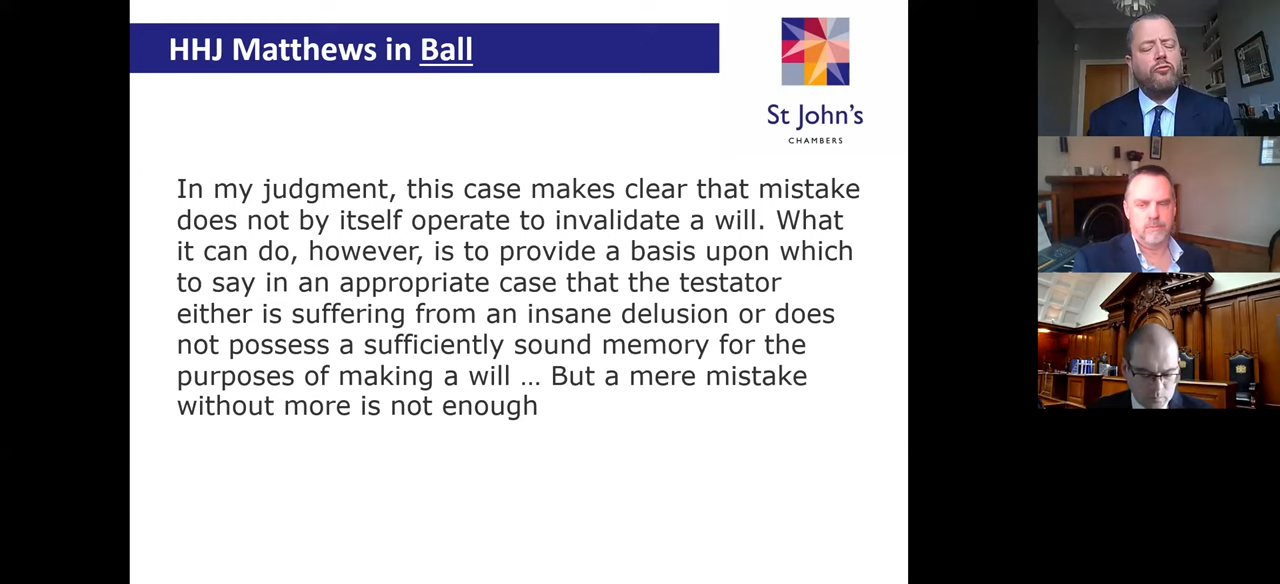 HHJ Matthews in Ball
St John's
CHAMBERS
In my judgment, this case makes clear that mistake
does not by itself operate to invalidate a will. What
it can do, however, is to provide a basis upon which
to say in an appropriate case that the testator
either is suffering from an insane delusion or does
not possess a sufficiently sound memory for the
purposes of making a will … But a mere mistake
without more is not enough